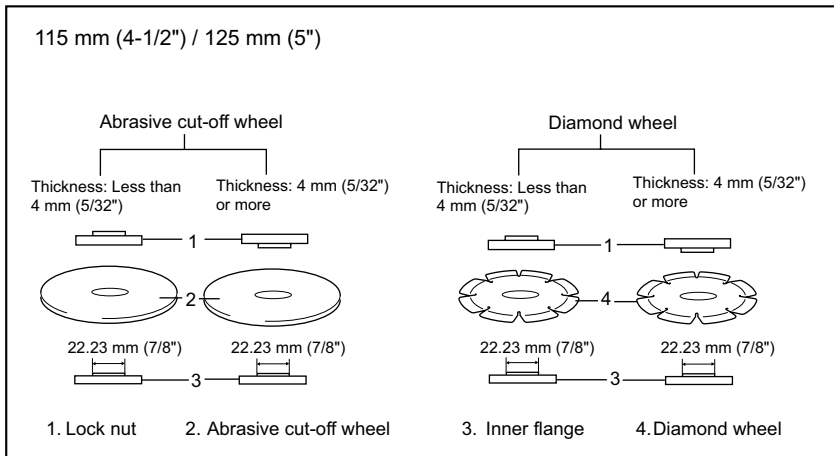 115 mm (4-1/2") / 125 mm (5")
Abrasive cut-off wheel
Diamond wheel
Thickness: Less than
4 mm (5/32")
Thickness: 4 mm (5/32")
or more
Thickness: Less than
4 mm (5/32")
Thickness: 4 mm (5/32")
or more
1
1
2
4
22.23 mm (7/8")
22.23 mm (7/8")
22.23 mm (7/8")
22.23 mm (7/8")
3
3
1. Lock nut
2. Abrasive cut-off wheel
3. Inner flange
4. Diamond wheel